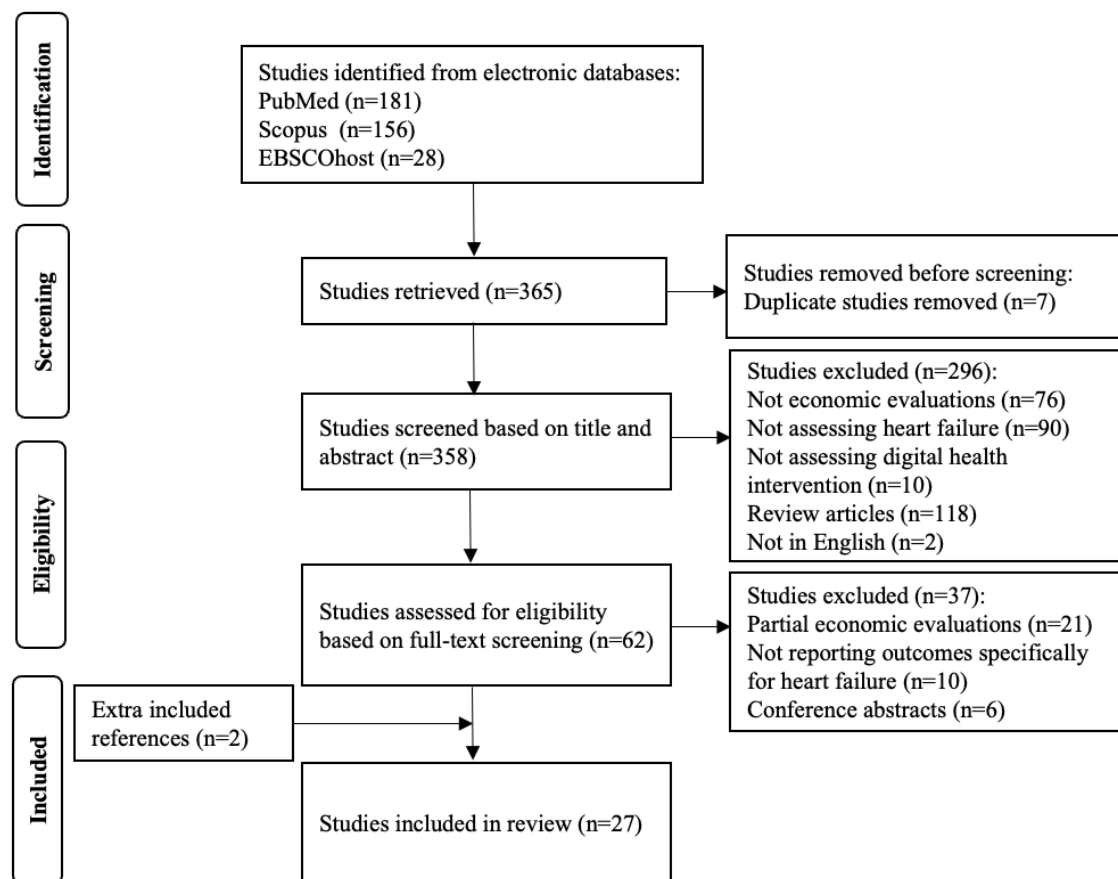 Identification
Studies identified from electronic databases:
PubMed (n=181)
Scopus (n=156)
EBSCOhost (n=28)
Screening
Studies retrieved (n=365)
Studies removed before screening:
Duplicate studies removed (n=7)
Studies screened based on title and
abstract (n=358)
Studies excluded (n=296):
Not economic evaluations (n=76)
Not assessing heart failure (n=90)
Not assessing digital health
intervention (n=10)
Review articles (n=118)
Not in English (n=2)
Eligibility
Studies assessed for eligibility
based on full-text screening (n=62)
Studies excluded (n=37):
Partial economic evaluations (n=21)
Not reporting outcomes specifically
for heart failure (n=10)
Conference abstracts (n=6)
Included
Extra included
references (n=2)
Studies included in review (n=27)